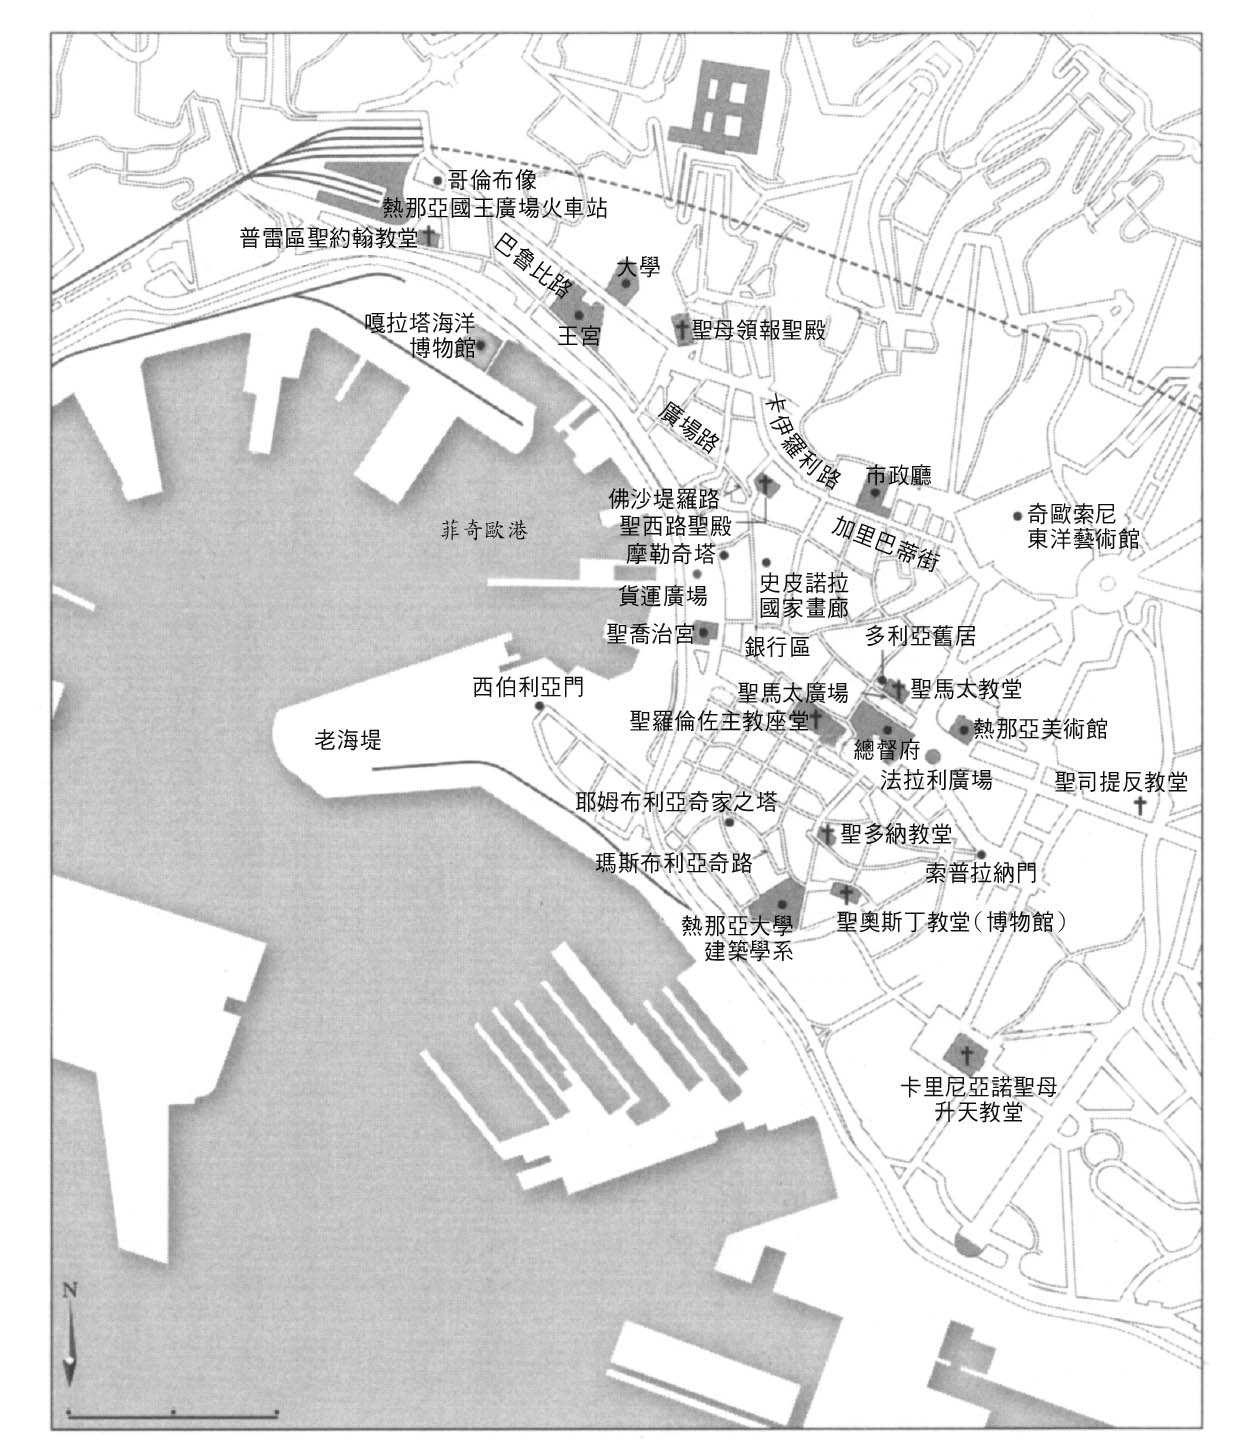 哥倫布像
熱那亞國王廣場火車站
普雷區聖約翰教堂
巴魯比路
大學
王宮
嘎拉塔海洋
博物館
聖母領報聖殿
廣場路
卡伊羅利路
市政廳
佛沙堤羅路
聖西路聖殿
摩勒奇塔
加里巴蒂街
奇歐索尼
東洋藝術館
菲奇歐港
貨運廣場
史皮諾拉
國家畫廊
聖喬治宮
銀行區
多利亞舊居
西伯利亞門
聖馬太廣場
聖馬太教堂
聖羅倫佐主教座堂
老海堤
總督府
熱那亞美術館
法拉利廣場
聖司提反教堂
耶姆布利亞奇家之塔
聖多納教堂
瑪斯布利亞奇路
索普拉納門
熱那亞大學
建築學系
聖奧斯丁教堂（博物館）
卡里尼亞諾聖母
升天教堂
N